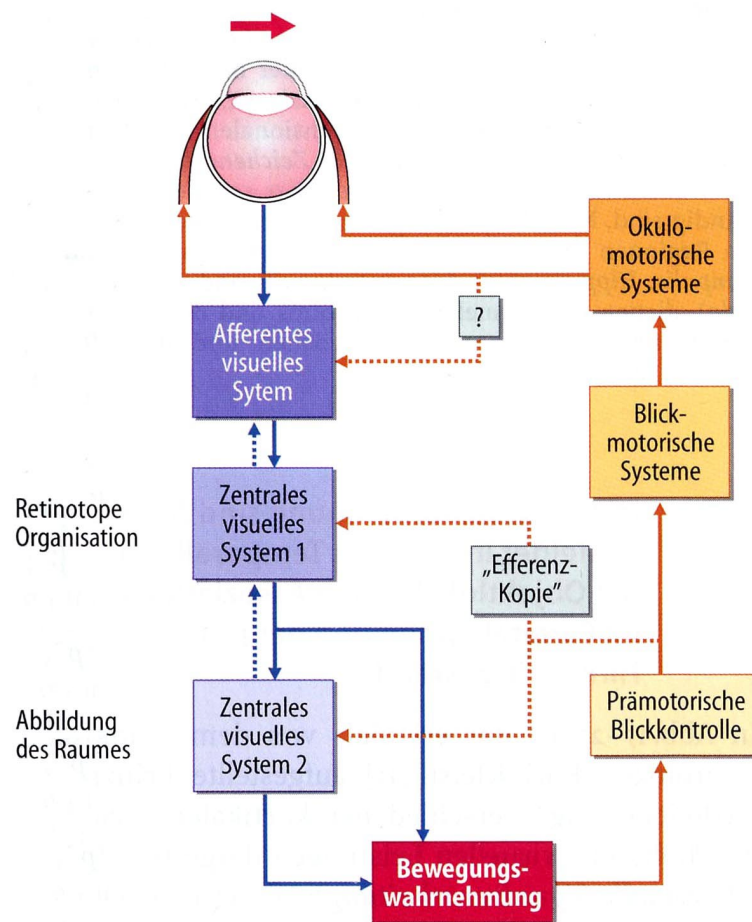 Okulo-
motorische
Systeme
?
Afferentes
visuelles
Sytem
Blick-
motorische
Systeme
Retinotope
Organisation
Zentrales
visuelles
System 1
„Efferenz-
Kopie”
Abbildung
des Raumes
Zentrales
visuelles
System 2
Prämotorische
Blickkontrolle
Bewegungs-
wahrnehmung